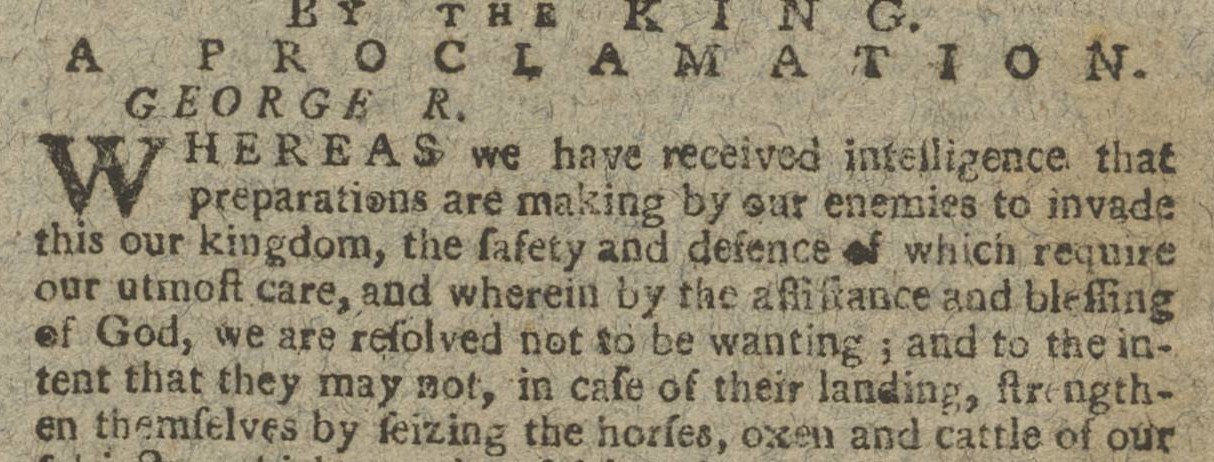 BY THE KING.
A PROCLAMATION.
GEORGE R.
WHEREAS we have received intelligence that
preparations are making by our enemies to invade
this our kingdom, the ſafety and defence of which require
our utmoſt care, and wherein by the aſſiſtance and bleſſing
of God, we are reſolved not to be wanting ; and to the in-
tent that they may not, in caſe of their landing, ſtrength-
en themſelves by ſeizing the horſes, oxen and cattle of our